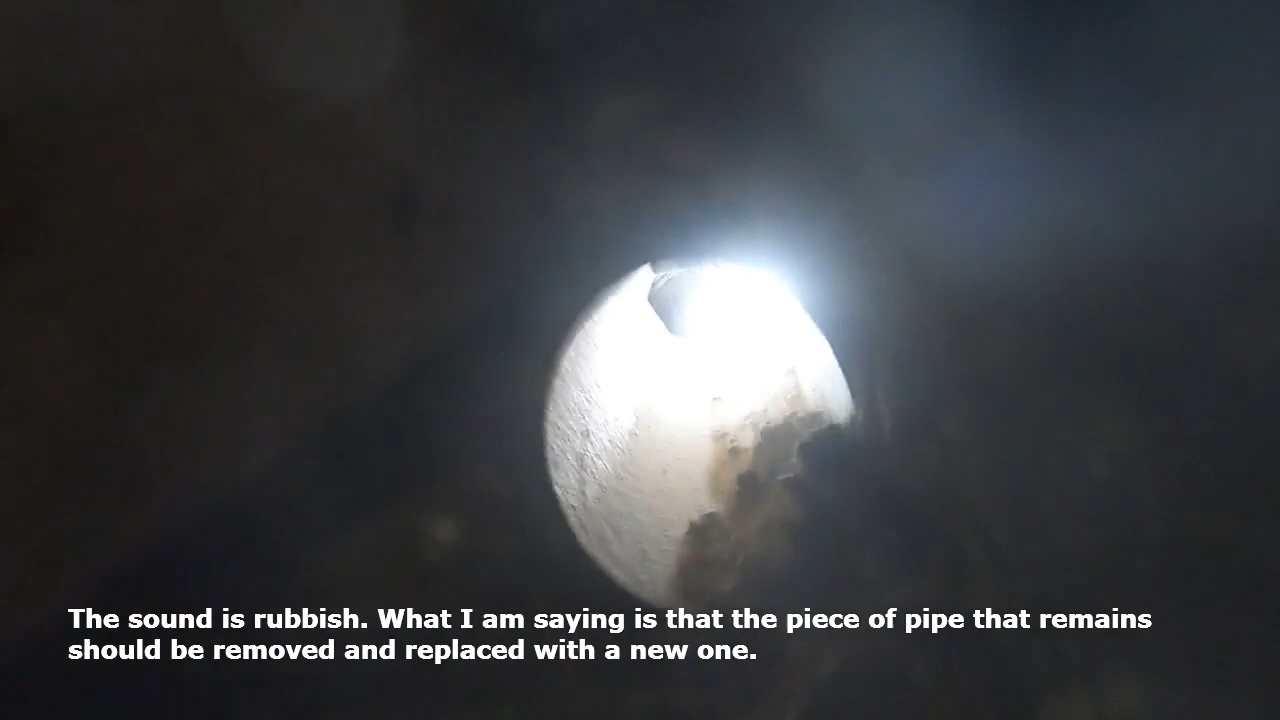 The sound is rubbish. What I am saying is that the piece of pipe that remains
should be removed and replaced with a new one.